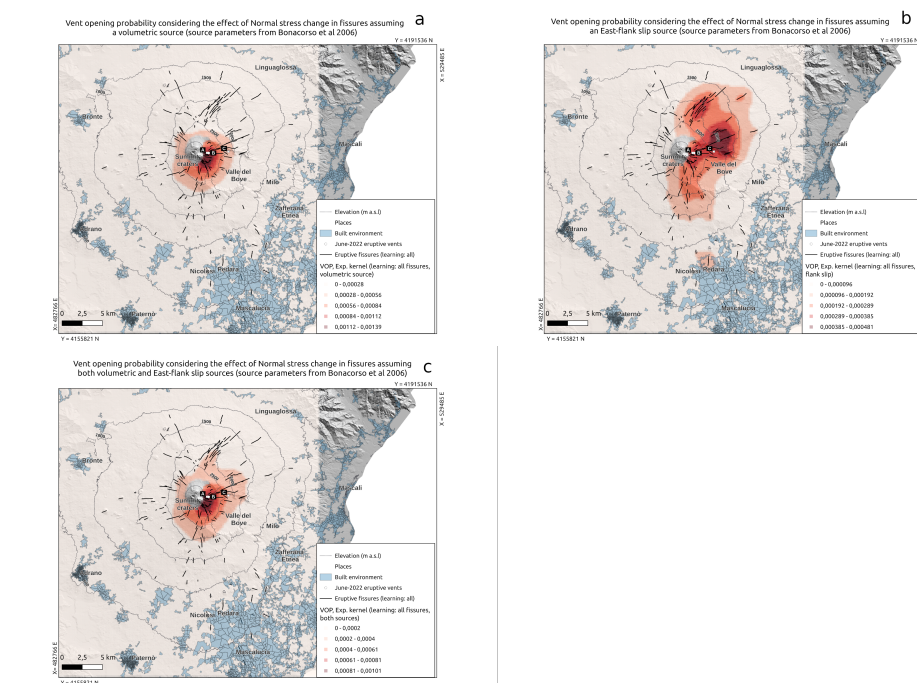 Vent opening probability considering the effect of Normal stress change in fissures assuming
a volumetric source (source parameters from Bonacorso et al 2006)
a
Y = 4191536 N
X = 529485 E
Linguaglossa
Bronte
Mascali
Summit
craters
A
B
C
Valle del
Bove
Milo
Zafferana
Etnea
Nicolosi
Pedara
Mascalucia
Paternò
X= 482766 E
0 2,5 5 km
Y = 4155821 N
Elevation (m a.s.l)
Places
Built environment
June-2022 eruptive vents
Eruptive fissures (learning: all)
VOP, Exp. kernel (learning: all fissures,
volumetric source)
0 - 0,00028
0,00028 - 0,00056
0,00056 - 0,00084
0,00084 - 0,00112
0,00112 - 0,00139
Vent opening probability considering the effect of Normal stress change in fissures assuming
an East-flank slip source (source parameters from Bonacorso et al 2006)
b
Y = 4191536 N
Linguaglossa
Bronte
Mascali
Summit
craters
A
C
Valle del
Bove
Milo
Zafferana
Etnea
Nicolosi
Pedara
Mascalucia
Paternò
X= 482766 E
0 2,5 5 km
Y = 4155821 N
Elevation (m a.s.l)
Places
Built environment
June-2022 eruptive vents
Eruptive fissures (learning: all)
VOP, Exp. kernel (learning: all fissures,
flank slip)
0 - 0,000096
0,000096 - 0,000192
0,000192 - 0,000289
0,000289 - 0,000385
0,000385 - 0,000481
Vent opening probability considering the effect of Normal stress change in fissures assuming
both volumetric and East-flank slip sources (source parameters from Bonacorso et al 2006)
c
Y = 4191536 N
X = 529485 E
Linguaglossa
Bronte
Mascali
Summit
craters
A
B
C
Valle del
Bove
Milo
Zafferana
Etnea
Nicolosi
Pedara
Mascalucia
Paternò
X= 482766 E
0 2,5 5 km
Y = 4155821 N
Elevation (m a.s.l)
Places
Built environment
June-2022 eruptive vents
Eruptive fissures (learning: all)
VOP, Exp. kernel (learning: all fissures,
both sources)
0 - 0,0002
0,0002 - 0,0004
0,0004 - 0,00061
0,00061 - 0,00081
0,00081 - 0,00101